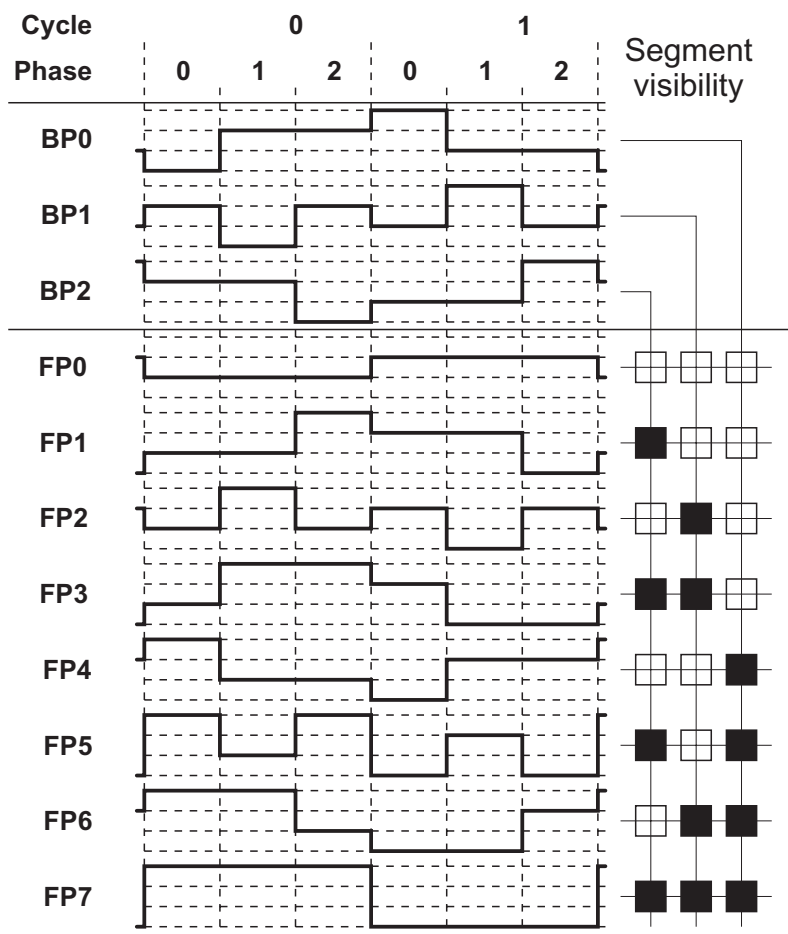 Cycle 0 1
Phase 0 1 2 0 1 2
Segment
visibility
BP0
BP1
BP2
FP0
FP1
FP2
FP3
FP4
FP5
FP6
FP7